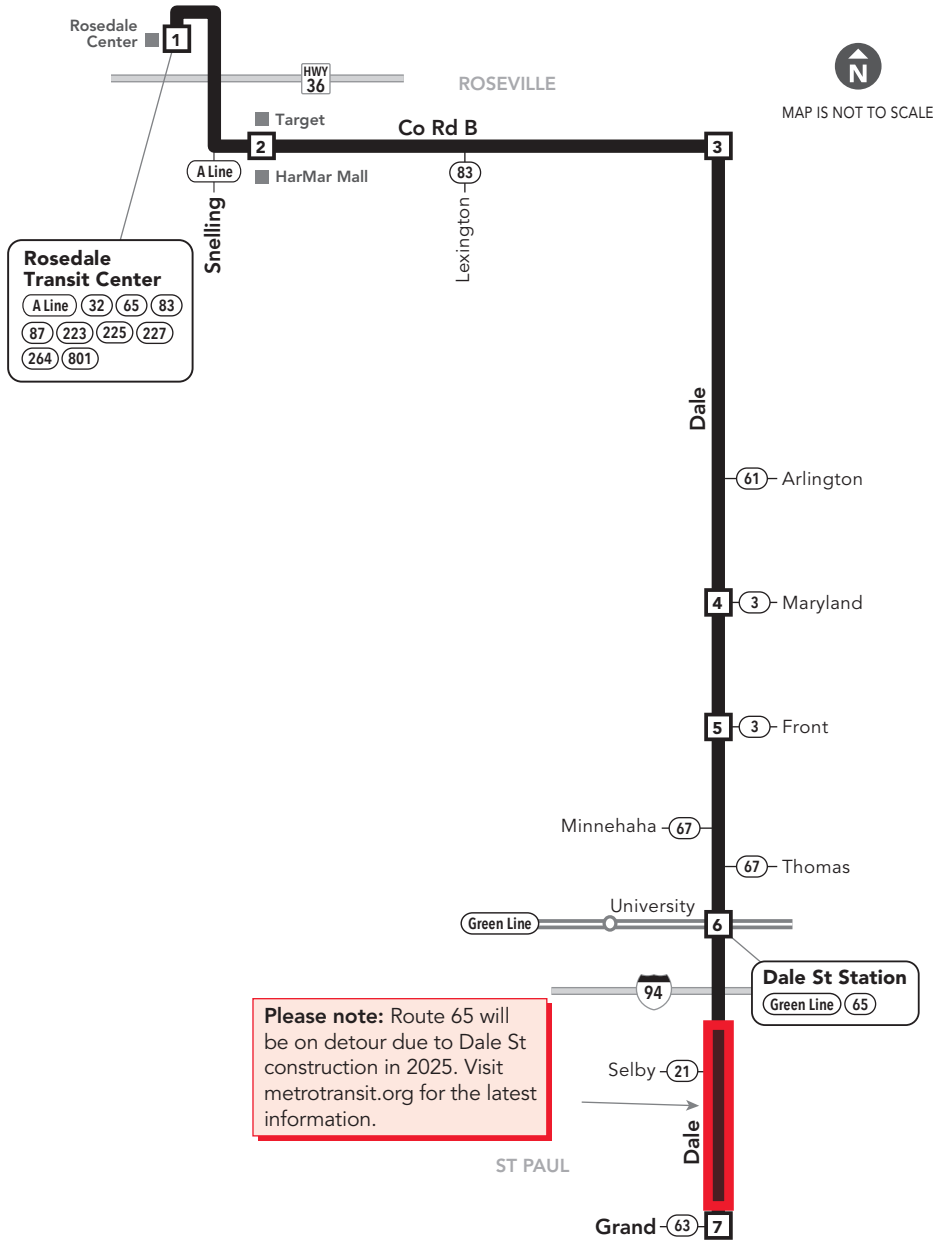 Rosedale
Center
1
HWY
36
ROSEVILLE
N
MAP IS NOT TO SCALE
Target
Co Rd B
2
3
A Line
HarMar Mall
83
Snelling
Lexington
Rosedale
Transit Center
A Line 32 65 83
87 223 225 227
264 801
Dale
61 Arlington
4 3 Maryland
5 3 Front
Minnehaha 67
67 Thomas
University
Green Line
6
Dale St Station
Green Line 65
94
Please note: Route 65 will
be on detour due to Dale St
construction in 2025. Visit
metrotransit.org for the latest
information.
Selby 21
Dale
ST PAUL
Grand 63 7